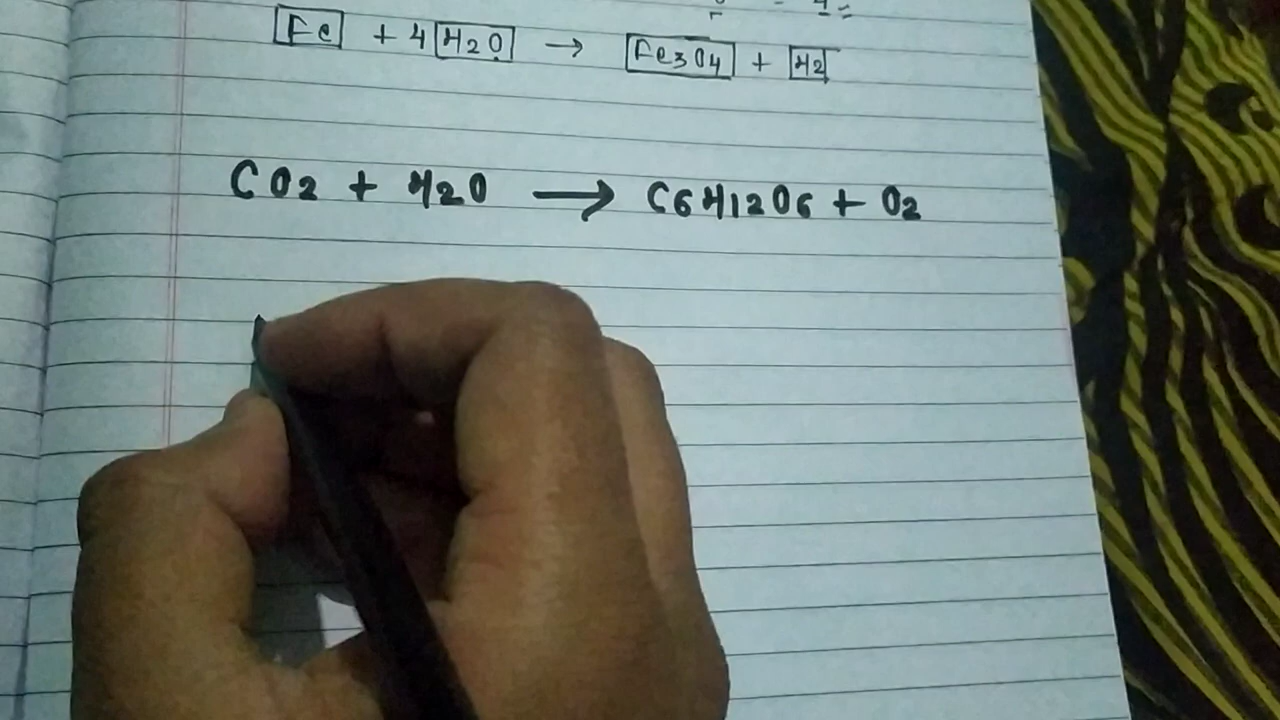 Fe + 4 H2O → Fe3O4 + H2
CO2 + H2O → C6H12O6 + O2